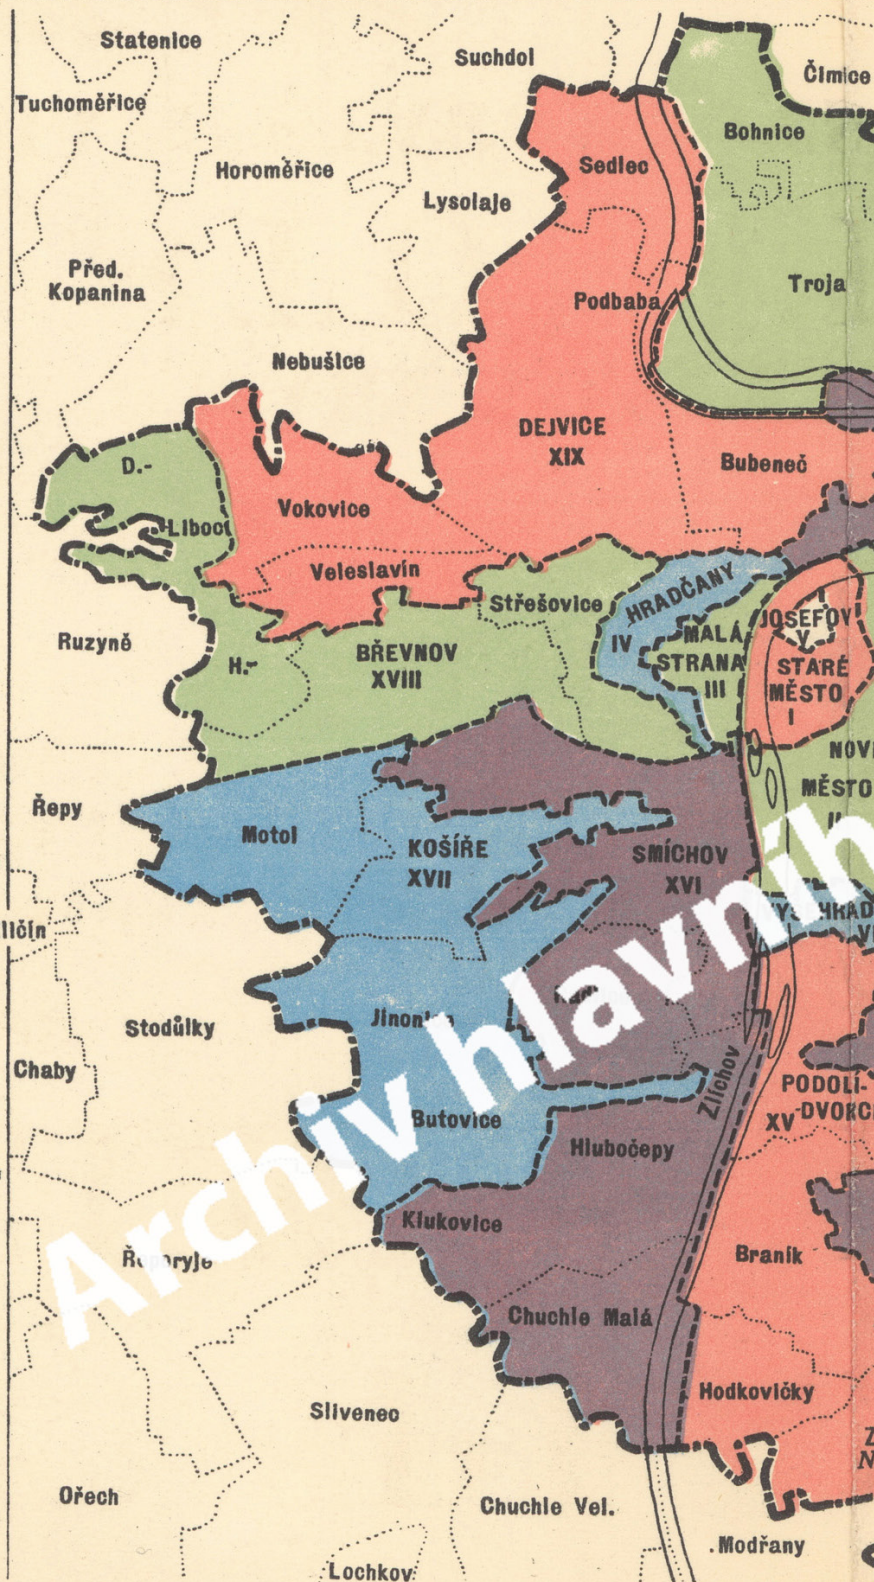 Statenice
Suchdol
Čimice
Tuchoměřice
Bohnice
Horoměřice
Sedlec
Lysolaje
Před.
Kopanina
Troja
Podbaba
Nebušice
DEJVICE
XIX
Bubeneč
D.-
Vokovice
Liboc
Veleslavín
HRADČANY
IV
Střešovice
JOSEFOV
V
MALÁ
STRANA
III
Ruzyně
BŘEVNOV
XVIII
H.-
STARÉ
MĚSTO
I
MĚSTO
Řepy
Motol
KOŠÍŘE
XVII
SMÍCHOV
XVI
Stodůlky
Chaby
Zlíchov
PODOLÍ-
XV
Butovice
Hlubočepy
Klukovice
Braník
Chuchle Malá
Hodkovičky
Slivenec
Ořech
Chuchle Vel.
Modřany
Lochkov
Archiv hlavníh